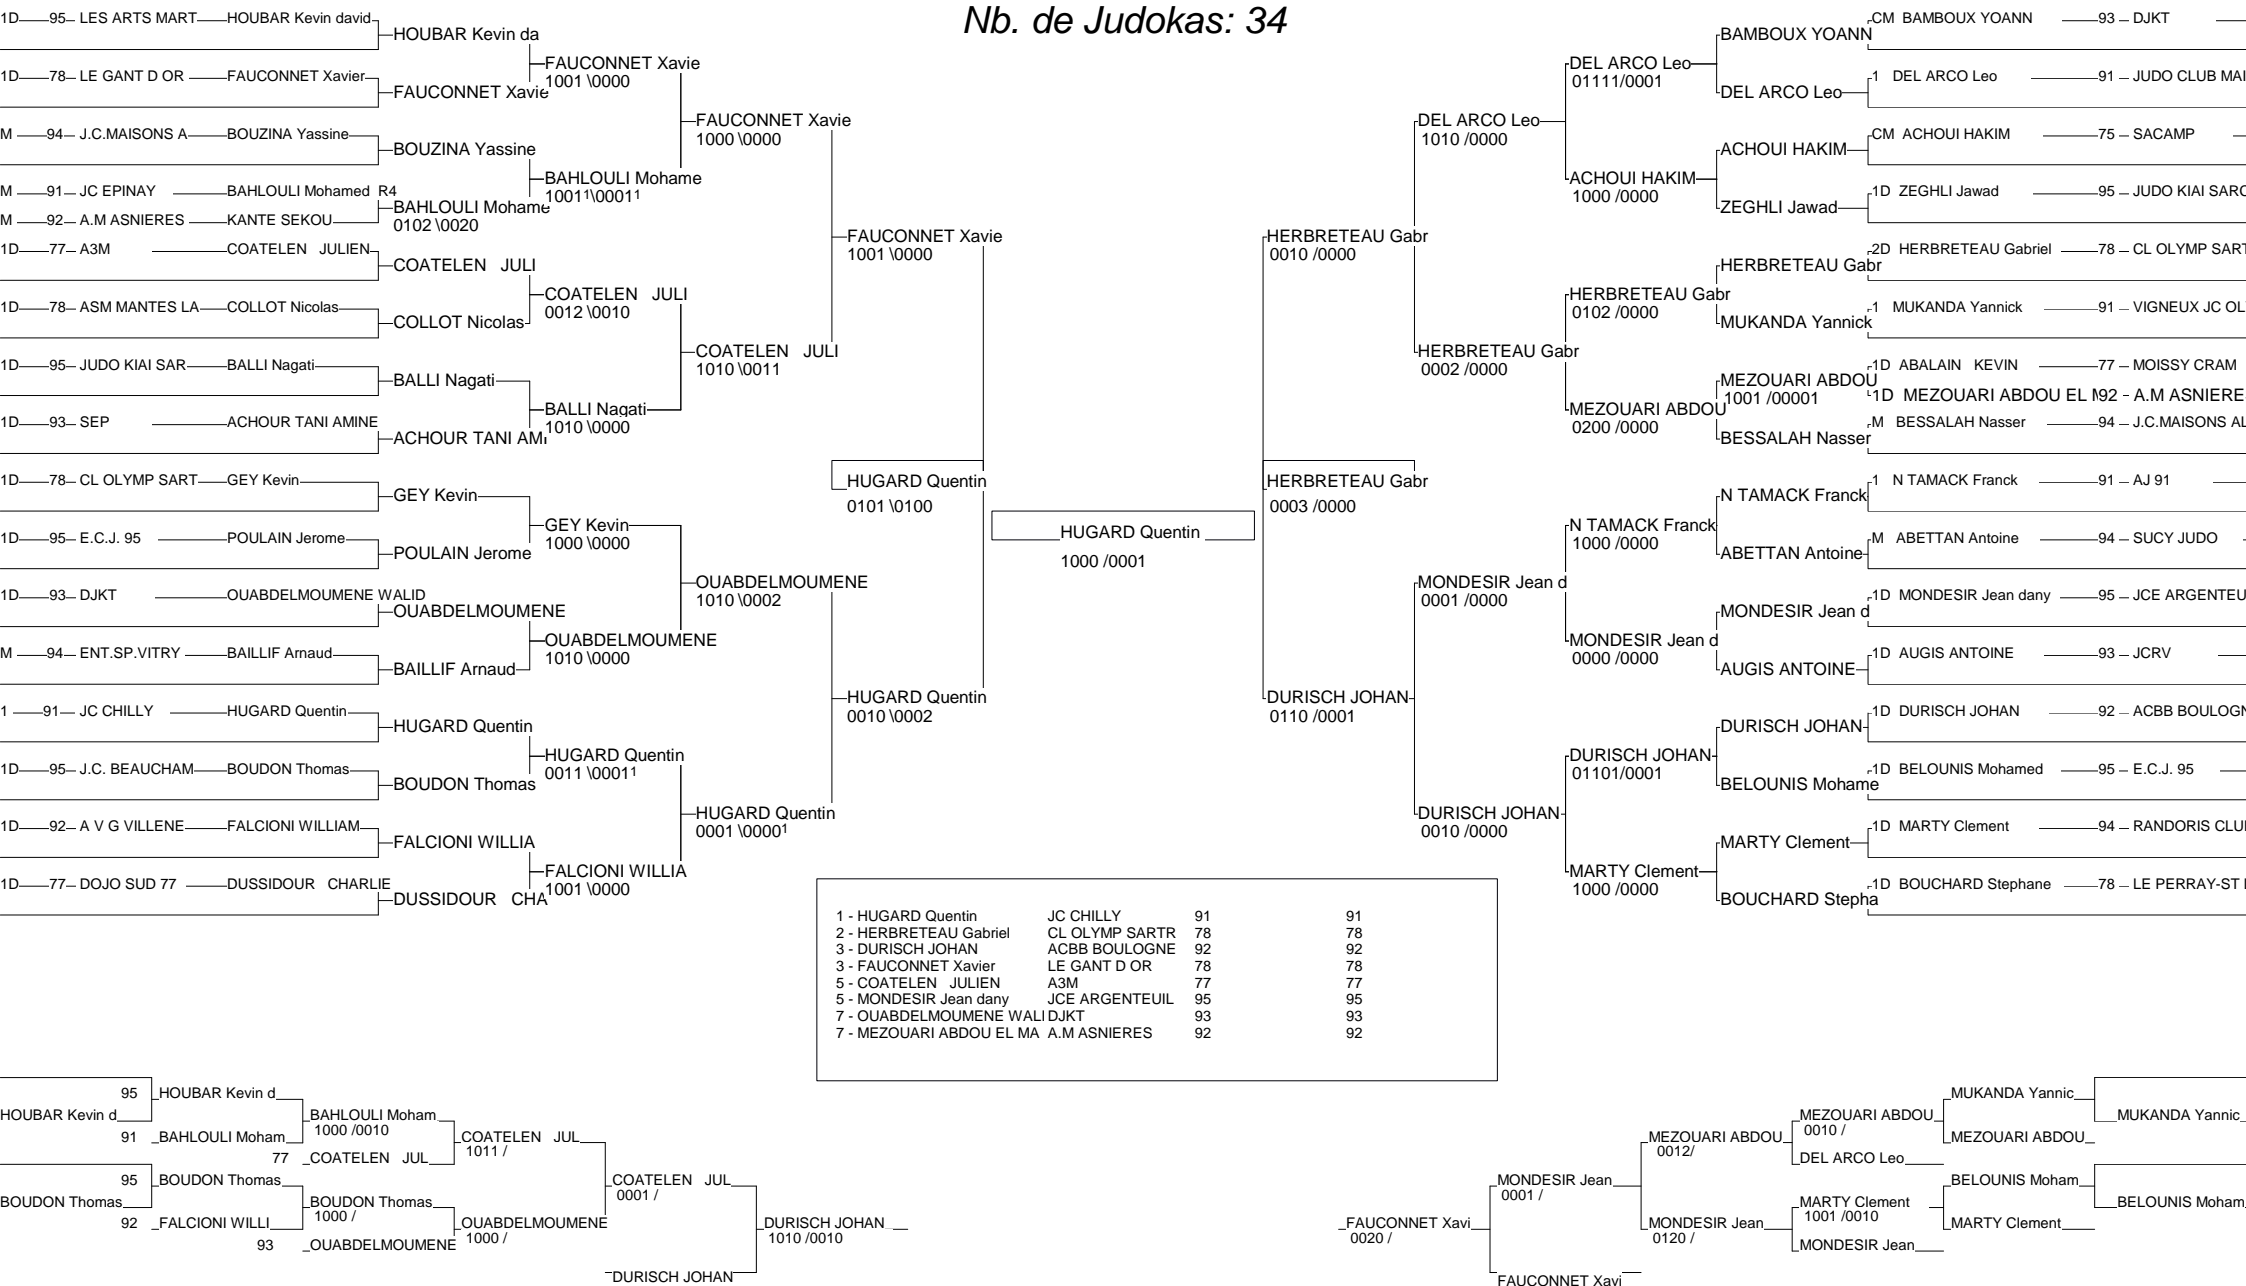 Nb. de Judokas: 34
1D 95 LES ARTS MART HOUBAR Kevin david
1D 78 LE GANT D OR FAUCONNET Xavier
M 94 J.C.MAISONS A BOUZINA Yassine
M 91 JC EPINAY BAHLOULI Mohamed R4
M 92 A.M ASNIERES KANTE SEKOU
1D 77 A3M COATELEN JULIEN
1D 78 ASM MANTES LA COLLOT Nicolas
1D 95 JUDO KIAI SAR BALLI Nagati
1D 93 SEP ACHOUR TANI AMINE
1D 78 CL OLYMP SART GEY Kevin
1D 95 E.C.J. 95 POULAIN Jerome
1D 93 DJKT OUABDELMOUMENE WALID
M 94 ENT.SP.VITRY BAILLIF Arnaud
1 91 JC CHILLY HUGARD Quentin
1D 95 J.C. BEAUCHAM BOUDON Thomas
1D 92 A V G VILLENE FALCIONI WILLIAM
1D 77 DOJO SUD 77 DUSSIDOUR CHARLIE
HOUBAR Kevin da
FAUCONNET Xavie
BOUZINA Yassine
BAHLOULI Mohame
0102 \0020
COATELEN JULI
COLLOT Nicolas
BALLI Nagati
ACHOUR TANI AMI
GEY Kevin
POULAIN Jerome
OUABDELMOUMENE
BAILLIF Arnaud
HUGARD Quentin
BOUDON Thomas
FALCIONI WILLIA
DUSSIDOUR CHA
FAUCONNET Xavie
1001 \0000
BAHLOULI Mohame
1001¹\0001¹
COATELEN JULI
0012 \0010
BALLI Nagati
1010 \0000
GEY Kevin
1000 \0000
OUABDELMOUMENE
1010 \0000
HUGARD Quentin
0011 \0001¹
FALCIONI WILLIA
1001 \0000
FAUCONNET Xavie
1000 \0000
COATELEN JULI
1010 \0011
OUABDELMOUMENE
1010 \0002
HUGARD Quentin
0001 \0000¹
FAUCONNET Xavie
1001 \0000
HUGARD Quentin
0101 \0100
HUGARD Quentin
0010 \0002
HUGARD Quentin
1000 /0001
HERBRETEAU Gabr
0010 /0000
HERBRETEAU Gabr
0003 /0000
DURISCH JOHAN
0110 /0001
DEL ARCO Leo
1010 /0000
HERBRETEAU Gabr
0002 /0000
MONDESIR Jean d
0001 /0000
DURISCH JOHAN
0010 /0000
DEL ARCO Leo
01111/0001
ACHOUI HAKIM
1000 /0000
HERBRETEAU Gabr
0102 /0000
MEZOUARI ABDOU
0200 /0000
N TAMACK Franck
1000 /0000
MONDESIR Jean d
0000 /0000
DURISCH JOHAN
01101/0001
MARTY Clement
1000 /0000
BAMBOUX YOANN
DEL ARCO Leo
ACHOUI HAKIM
ZEGHLI Jawad
HERBRETEAU Gabr
MUKANDA Yannick
MEZOUARI ABDOU
1001 /00001
BESSALAH Nasser
N TAMACK Franck
ABETTAN Antoine
MONDESIR Jean d
AUGIS ANTOINE
DURISCH JOHAN
BELOUNIS Mohame
MARTY Clement
BOUCHARD Stepha
CM BAMBOUX YOANN 93 DJKT
1 DEL ARCO Leo 91 JUDO CLUB MAI
CM ACHOUI HAKIM 75 SACAMP
1D ZEGHLI Jawad 95 JUDO KIAI SARC
2D HERBRETEAU Gabriel 78 CL OLYMP SART
1 MUKANDA Yannick 91 VIGNEUX JC OL
1D ABALAIN KEVIN 77 MOISSY CRAM
1D MEZOUARI ABDOU EL M92 - A.M ASNIERE
M BESSALAH Nasser 94 J.C.MAISONS AL
1 N TAMACK Franck 91 AJ 91
M ABETTAN Antoine 94 SUCY JUDO
1D MONDESIR Jean dany 95 JCE ARGENTEU
1D AUGIS ANTOINE 93 JCRV
1D DURISCH JOHAN 92 ACBB BOULOGN
1D BELOUNIS Mohamed 95 E.C.J. 95
1D MARTY Clement 94 RANDORIS CLU
1D BOUCHARD Stephane 78 LE PERRAY-ST
1 - HUGARD Quentin JC CHILLY 91 91
2 - HERBRETEAU Gabriel CL OLYMP SARTR 78 78
3 - DURISCH JOHAN ACBB BOULOGNE 92 92
3 - FAUCONNET Xavier LE GANT D OR 78 78
5 - COATELEN JULIEN A3M 77 77
5 - MONDESIR Jean dany JCE ARGENTEUIL 95 95
7 - OUABDELMOUMENE WALI DJKT 93 93
7 - MEZOUARI ABDOU EL MA A.M ASNIERES 92 92
HOUBAR Kevin d
BOUDON Thomas
95 HOUBAR Kevin d
91 BAHLOULI Moham
95 BOUDON Thomas
92 FALCIONI WILLI
BAHLOULI Moham
1000 /0010
77 COATELEN JUL
BOUDON Thomas
1000 /
93 OUABDELMOUMENE
COATELEN JUL
1011 /
OUABDELMOUMENE
1000 /
COATELEN JUL
0001 /
DURISCH JOHAN
DURISCH JOHAN
1010 /0010
FAUCONNET Xavi
0020 /
MONDESIR Jean
0001 /
FAUCONNET Xavi
MEZOUARI ABDOU
0012/
MONDESIR Jean
0120 /
MEZOUARI ABDOU
0010 /
DEL ARCO Leo
MARTY Clement
1001 /0010
MONDESIR Jean
MUKANDA Yannic
MEZOUARI ABDOU
BELOUNIS Moham
MARTY Clement
MUKANDA Yannic
BELOUNIS Moham